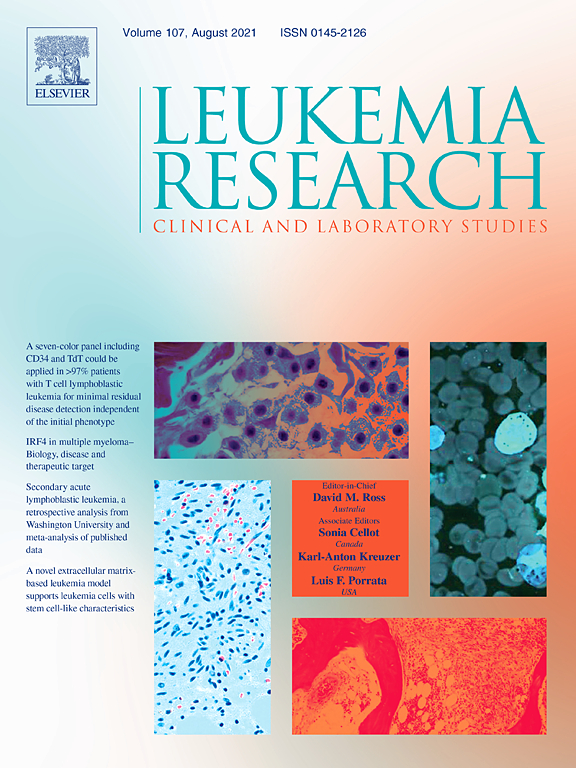 Volume 107, August 2021 ISSN 0145-2126
ELSEVIER
LEUKEMIA
RESEARCH
CLINICAL AND LABORATORY STUDIES
A seven-color panel including
CD34 and TdT could be
applied in >97% patients
with T cell lymphoblastic
leukemia for minimal residual
disease detection independent
of the initial phenotype
IRF4 in multiple myeloma–
Biology, disease and
therapeutic target
Secondary acute
lymphoblastic leukemia, a
retrospective analysis from
Washington University and
meta-analysis of published
data
A novel extracellular matrix-
based leukemia model
supports leukemia cells with
stem cell-like characteristics
Editor-in-Chief
David M. Ross
Australia
Associate Editors
Sonia Cellot
Canada
Karl-Anton Kreuzer
Germany
Luis F. Porrata
USA